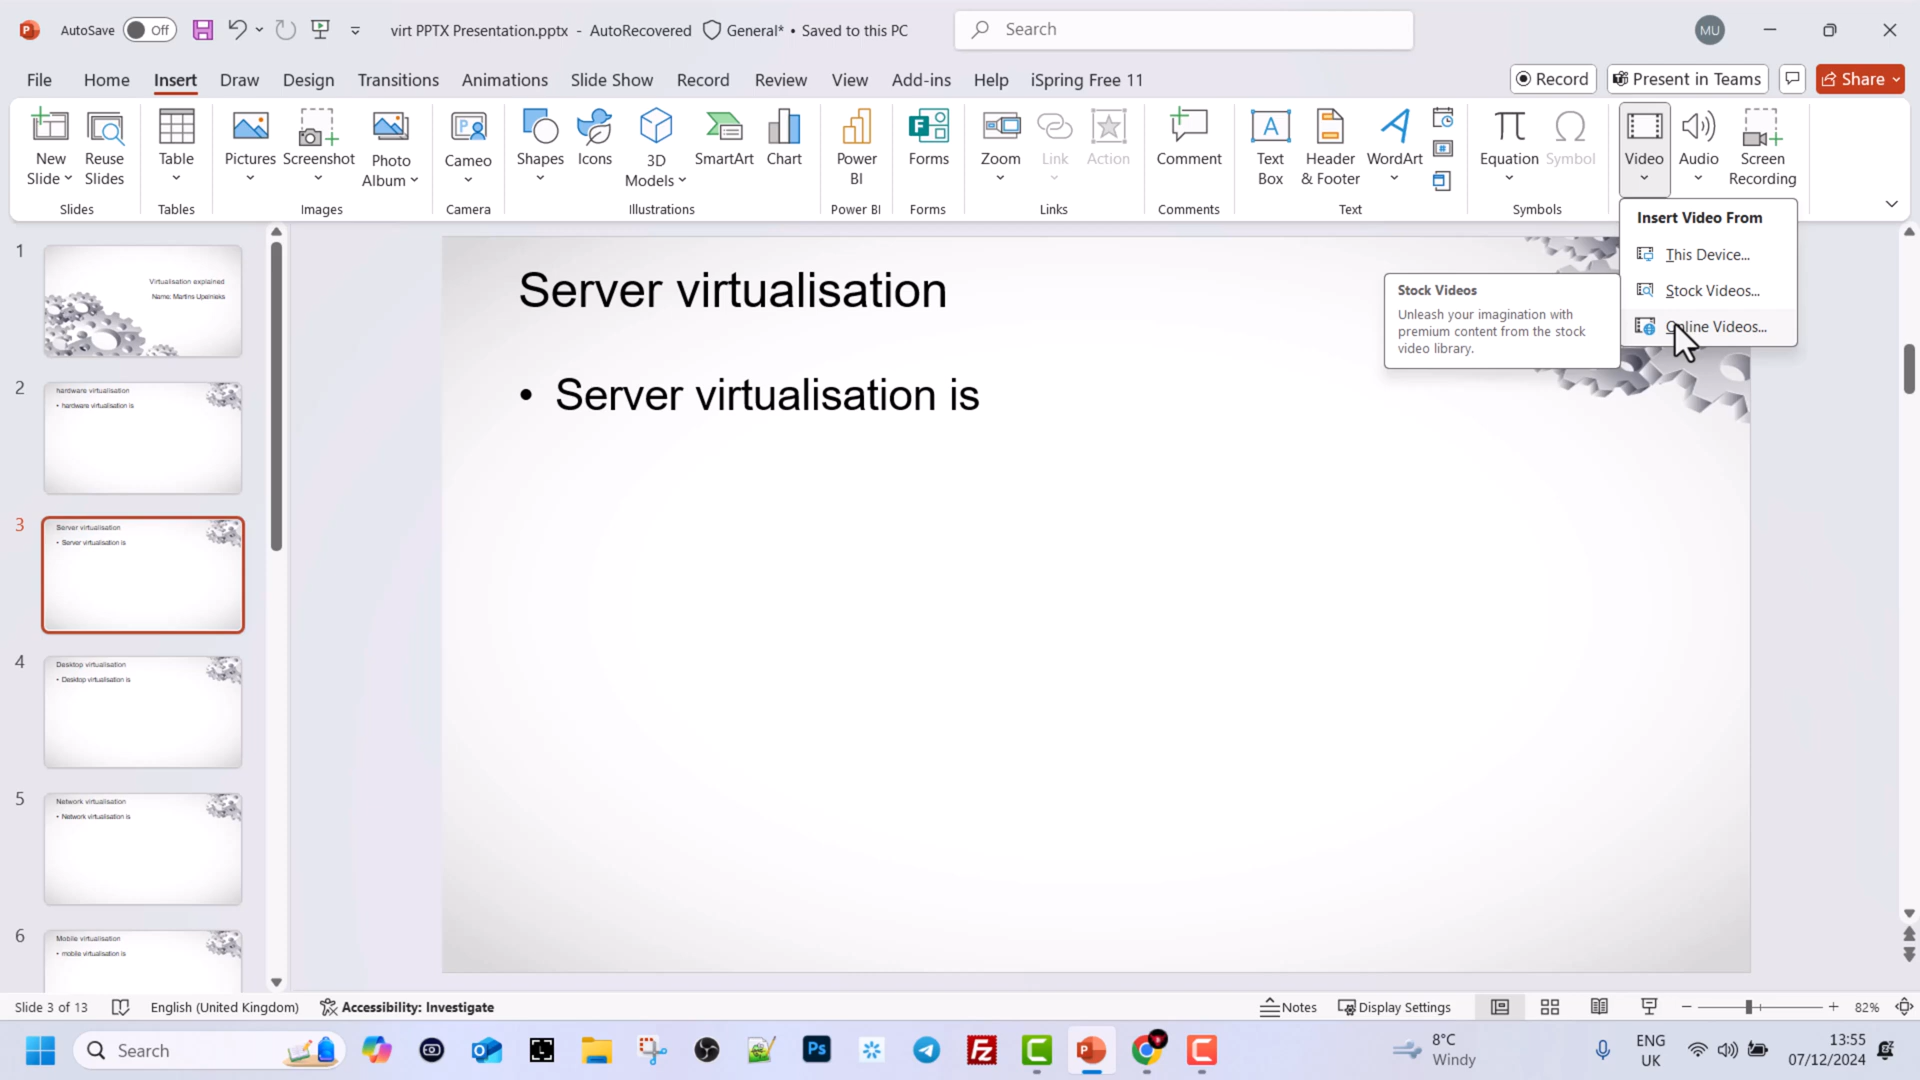 AutoSave Off virt PPTX Presentation.pptx - AutoRecovered General* • Saved to this PC Search MU
File Home Insert Draw Design Transitions Animations Slide Show Record Review View Add-ins Help iSpring Free 11 Record Present in Teams Share
New Slide
Reuse Slides
Slides
Table
Tables
Pictures
Screenshot
Photo Album
Images
Cameo
Camera
Shapes
Icons
3D Models
SmartArt
Chart
Illustrations
Power BI
Power BI
Forms
Forms
Zoom
Link
Action
Links
Comment
Comments
Text Box
Header & Footer
WordArt
Text
Equation
Symbol
Symbols
Video
Audio
Screen Recording
Insert Video From
This Device...
Stock Videos...
Online Videos...
Stock Videos
Unleash your imagination with
premium content from the stock
video library.
1
Virtualisation explained
Name: Martins Upelnieks
2
hardware virtualisation
• hardware virtualisation is
3
Server virtualisation
• Server virtualisation is
4
Desktop virtualisation
• Desktop virtualisation is
5
Network virtualisation
• Network virtualisation is
6
Mobile virtualisation
• mobile virtualisation is
Server virtualisation
• Server virtualisation is
Slide 3 of 13 English (United Kingdom) Accessibility: Investigate Notes Display Settings 82%
Search
Ps
Fz
8°C
Windy
ENG
UK
13:55
07/12/2024